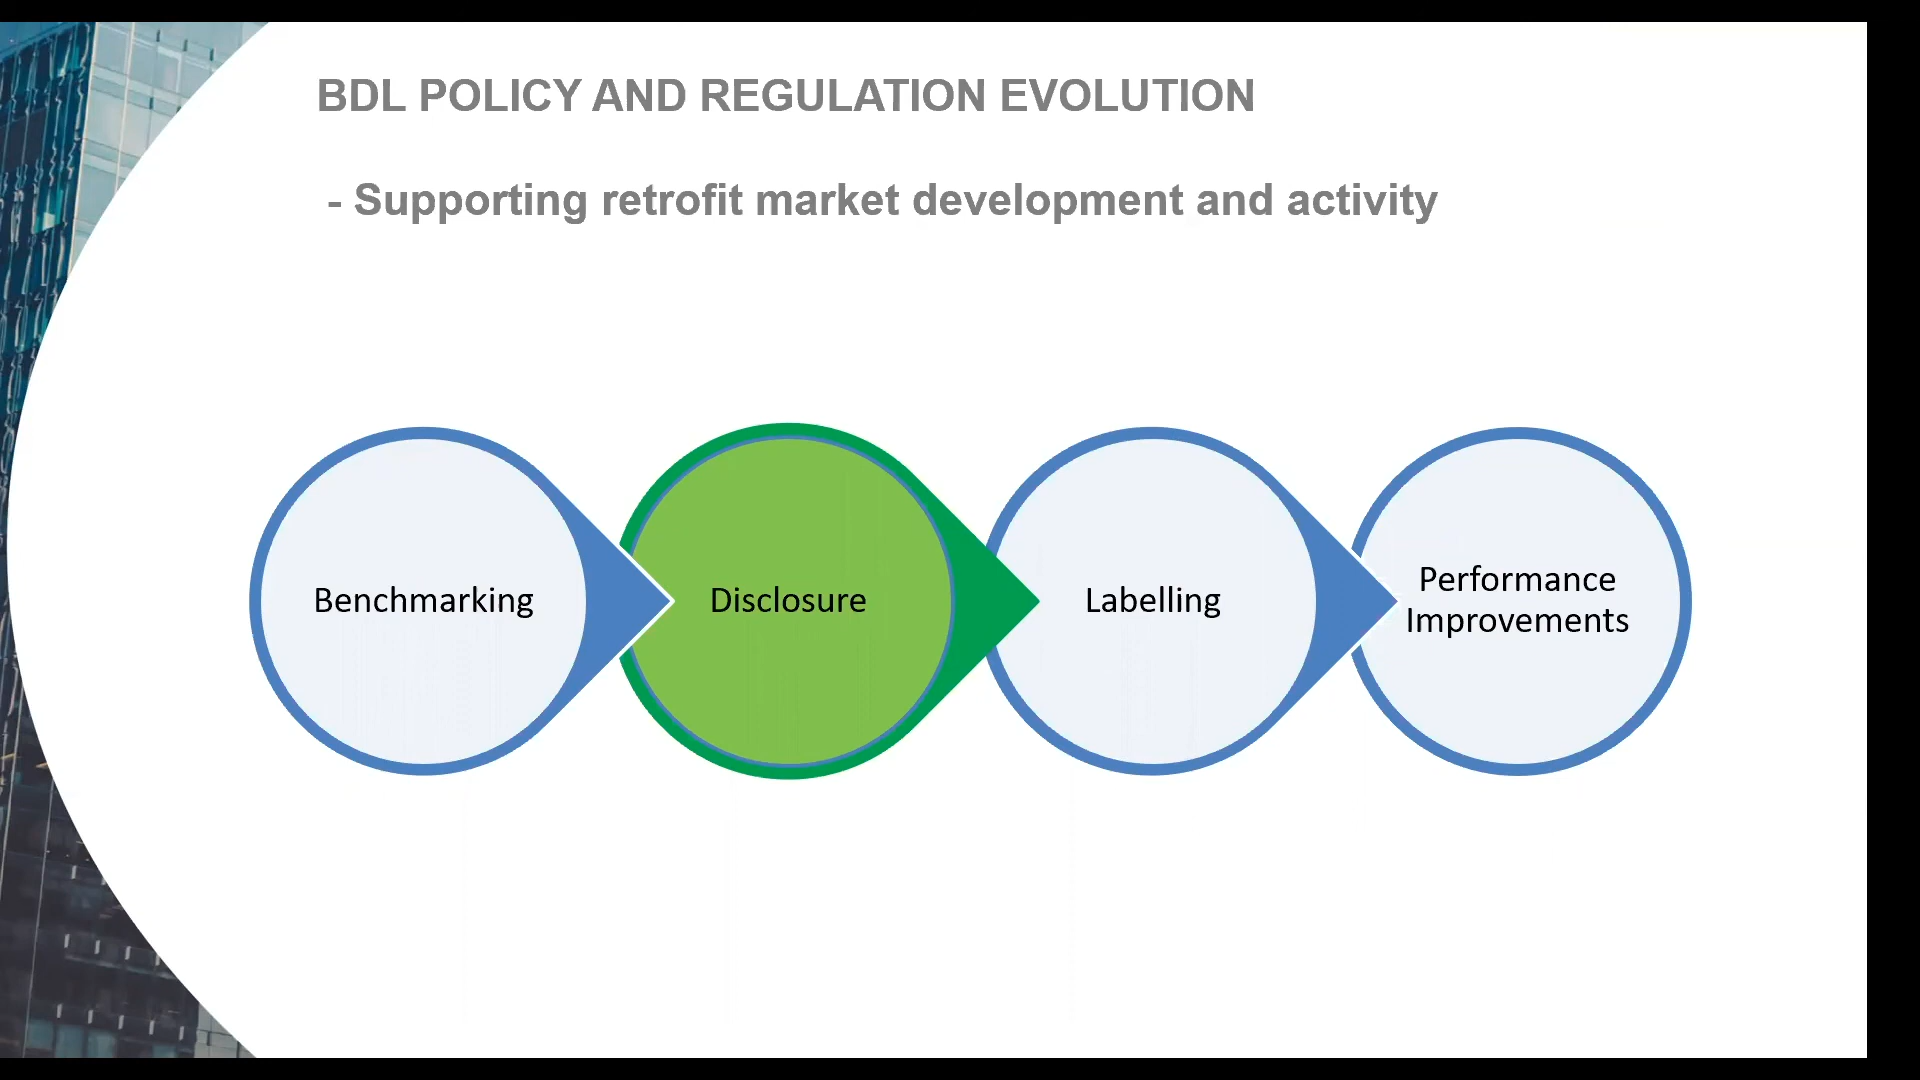 BDL POLICY AND REGULATION EVOLUTION
- Supporting retrofit market development and activity
Benchmarking
Disclosure
Labelling
Performance
Improvements